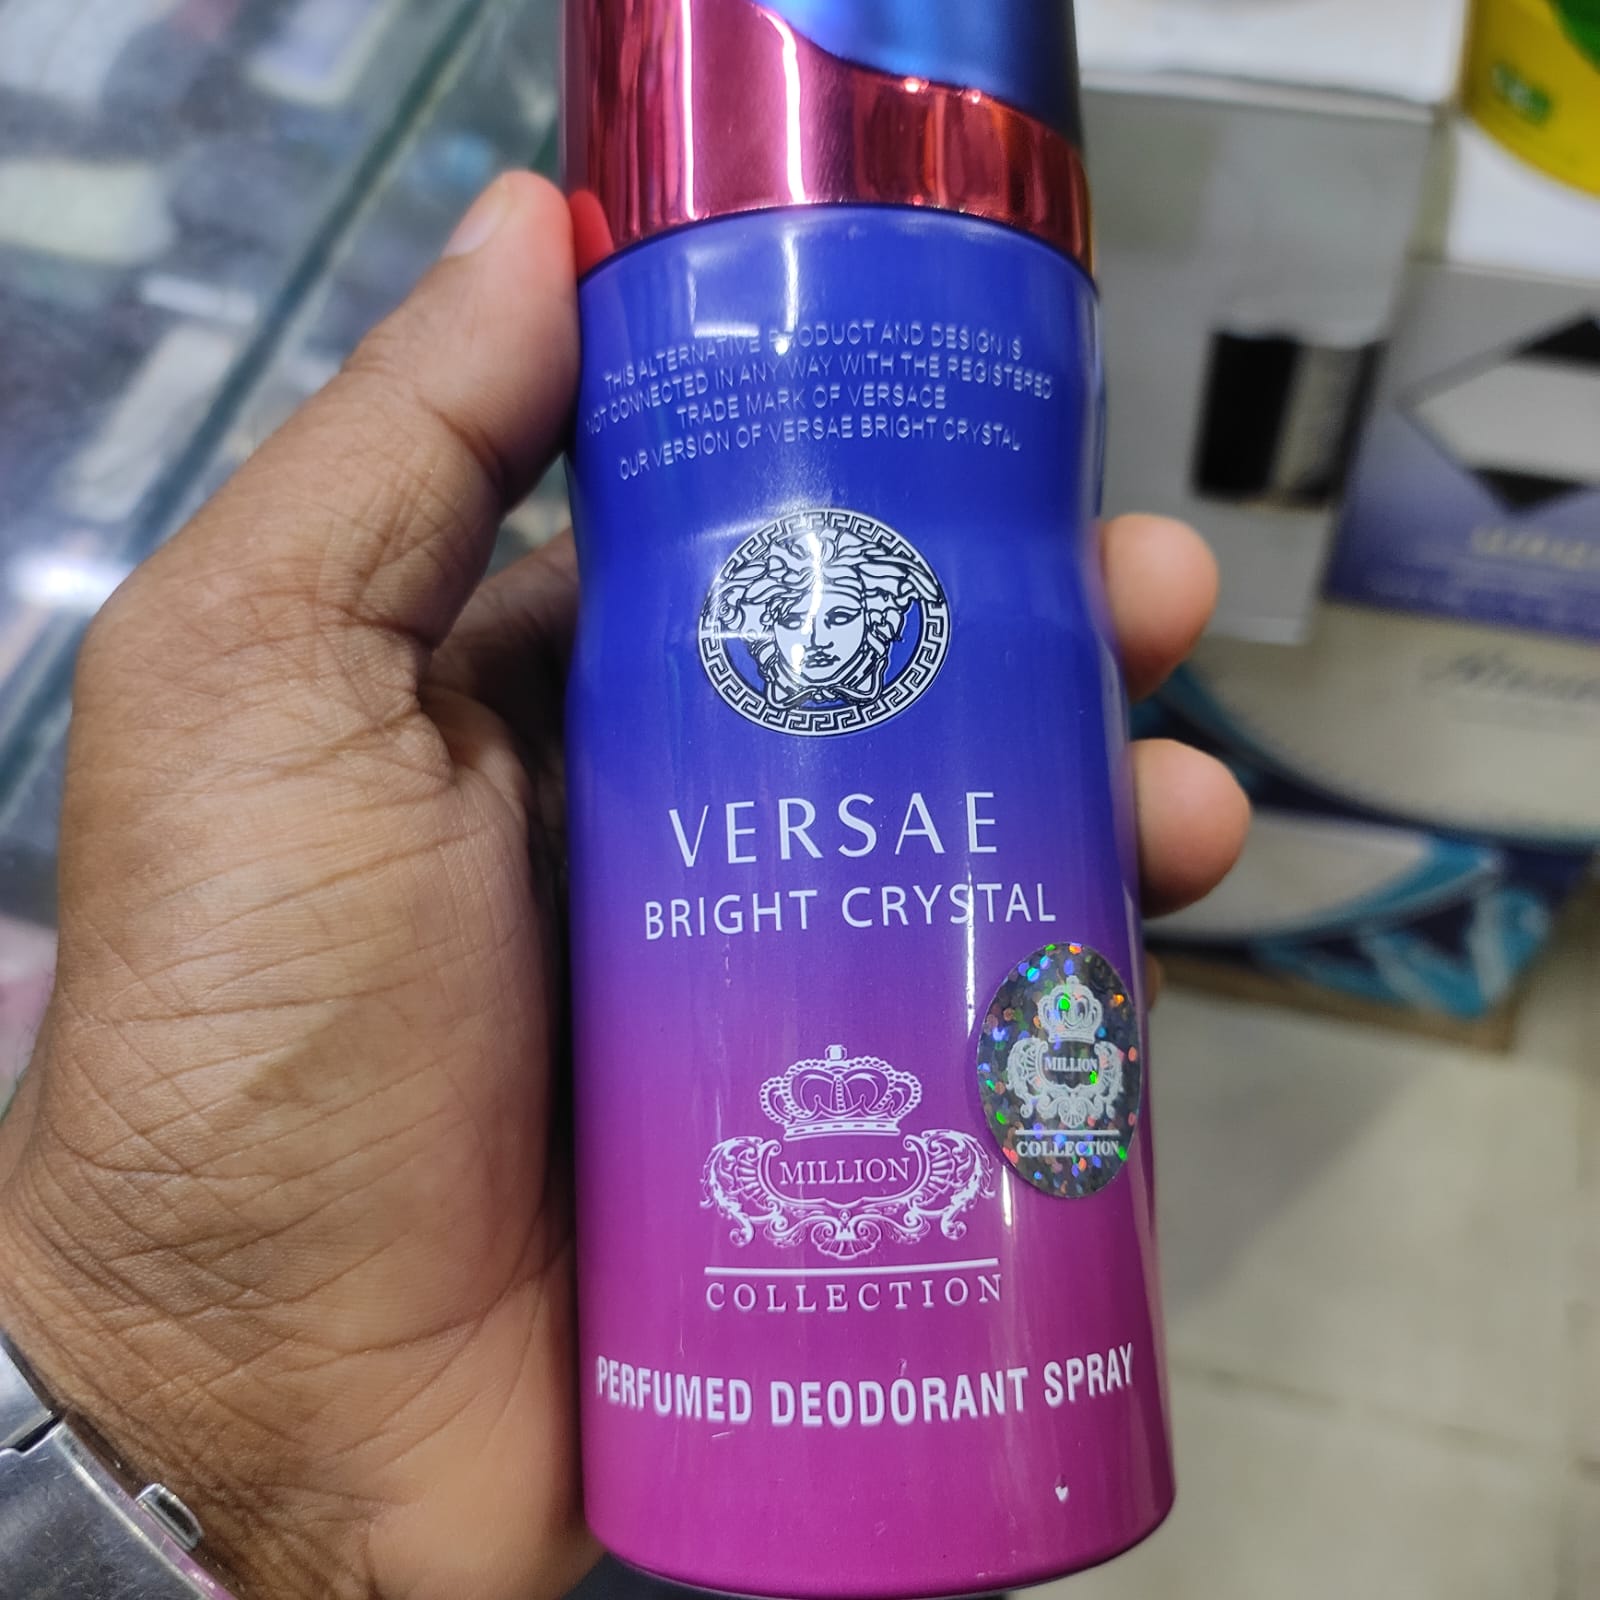 THIS ALTERNATIVE PRODUCT AND DESIGN IS
NOT CONNECTED IN ANY WAY WITH THE REGISTERED
TRADE MARK OF VERSACE
OUR VERSION OF VERSAE BRIGHT CRYSTAL
VERSAE
BRIGHT CRYSTAL
MILLION
COLLECTION
MILLION
COLLECTION
PERFUMED DEODORANT SPRAY